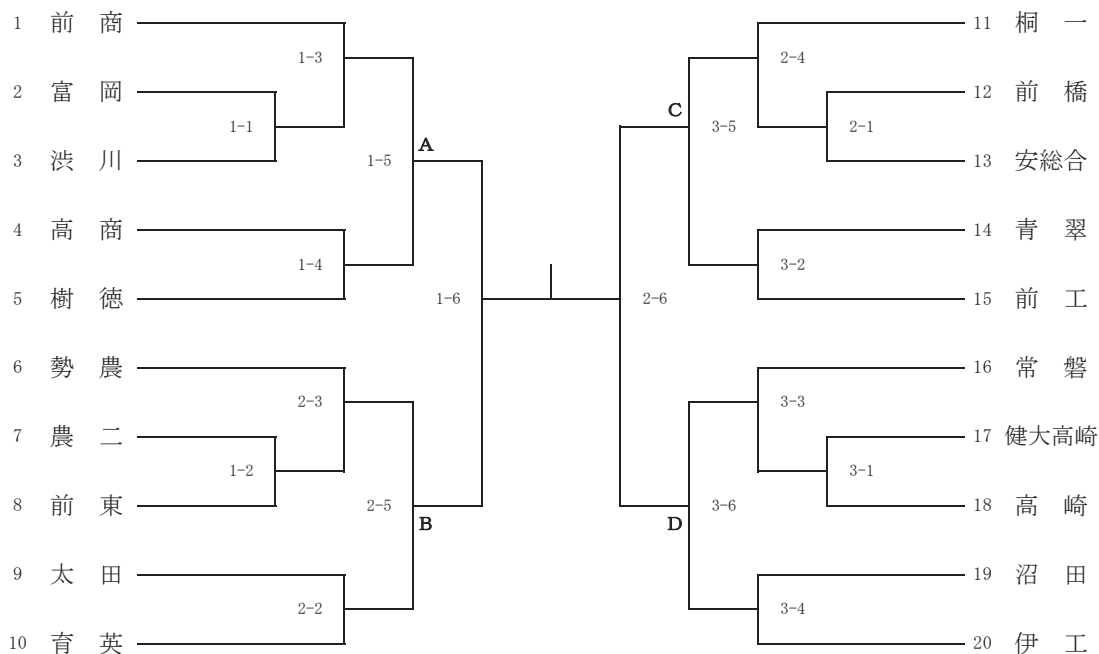 1 前 商
1-3
2 富 岡
1-1
3 渋 川
1-5
A
4 高 商
1-4
5 樹 徳
1-6
6 勢 農
2-3
7 農 二
1-2
8 前 東
2-5
B
9 太 田
2-2
10 育 英
11 桐 一
2-4
C
3-5
12 前 橋
2-1
13 安総合
14 青 翠
3-2
15 前 工
2-6
16 常 磐
3-3
17 健大高崎
3-1
18 高 崎
3-6
D
19 沼 田
3-4
20 伊 工